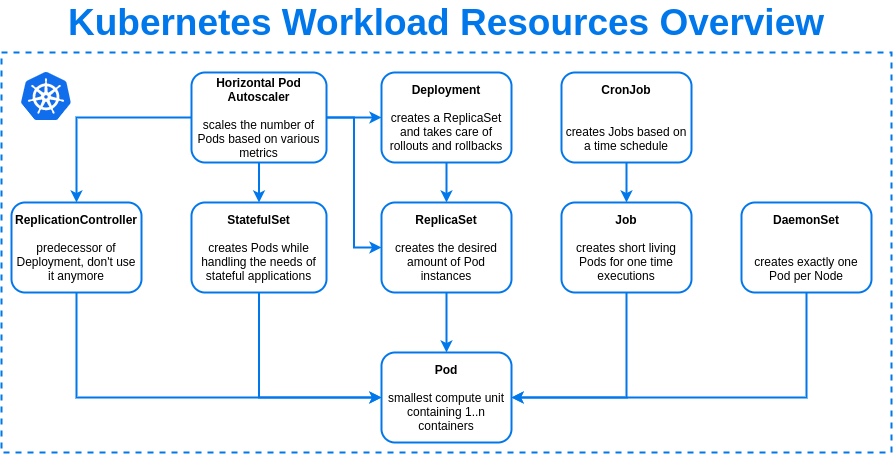 Kubernetes Workload Resources Overview
Horizontal Pod
Autoscaler
scales the number of
Pods based on various
metrics
Deployment
creates a ReplicaSet
and takes care of
rollouts and rollbacks
CronJob
creates Jobs based on
a time schedule
ReplicationController
predecessor of
Deployment, don't use
it anymore
StatefulSet
creates Pods while
handling the needs of
stateful applications
ReplicaSet
creates the desired
amount of Pod
instances
Job
creates short living
Pods for one time
executions
DaemonSet
creates exactly one
Pod per Node
Pod
smallest compute unit
containing 1..n
containers